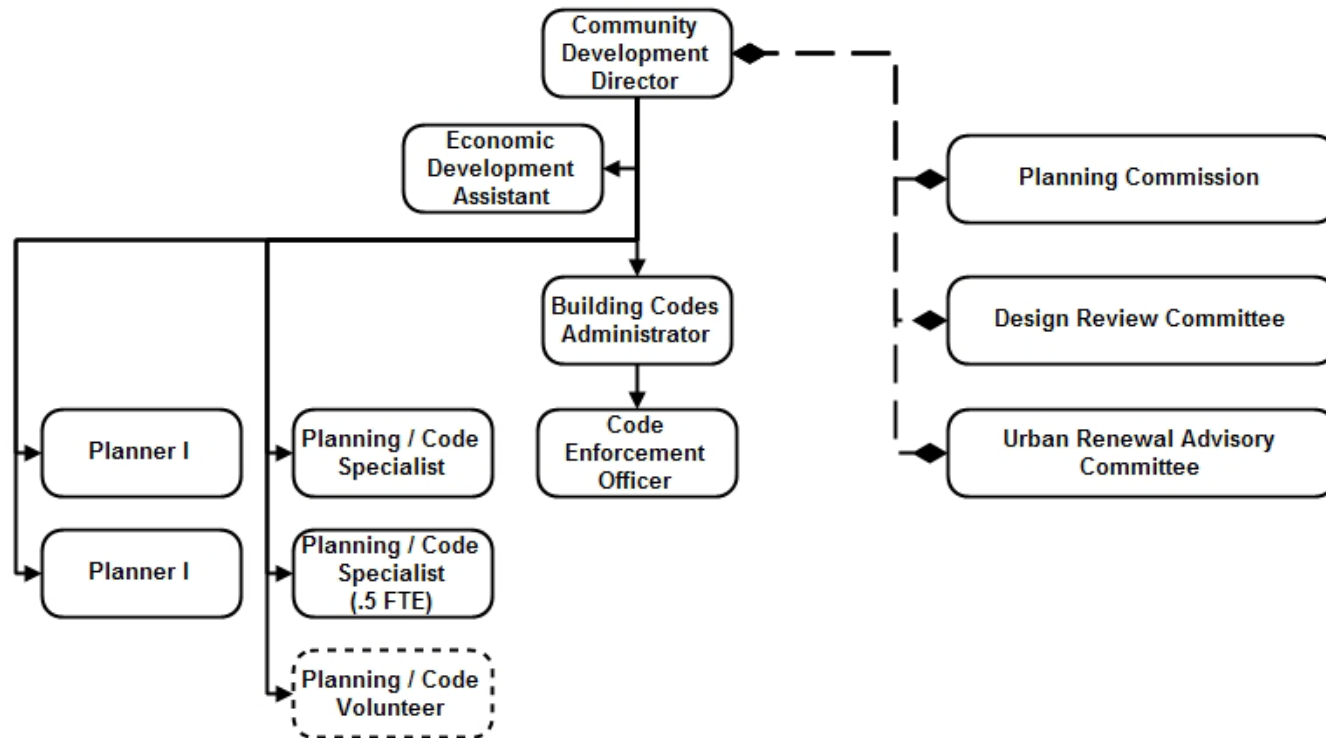 Community
Development
Director
Economic
Development
Assistant
Planning Commission
Building Codes
Administrator
Design Review Committee
Planner I
Planning / Code
Specialist
Code
Enforcement
Officer
Urban Renewal Advisory
Committee
Planner I
Planning / Code
Specialist
(.5 FTE)
Planning / Code
Volunteer